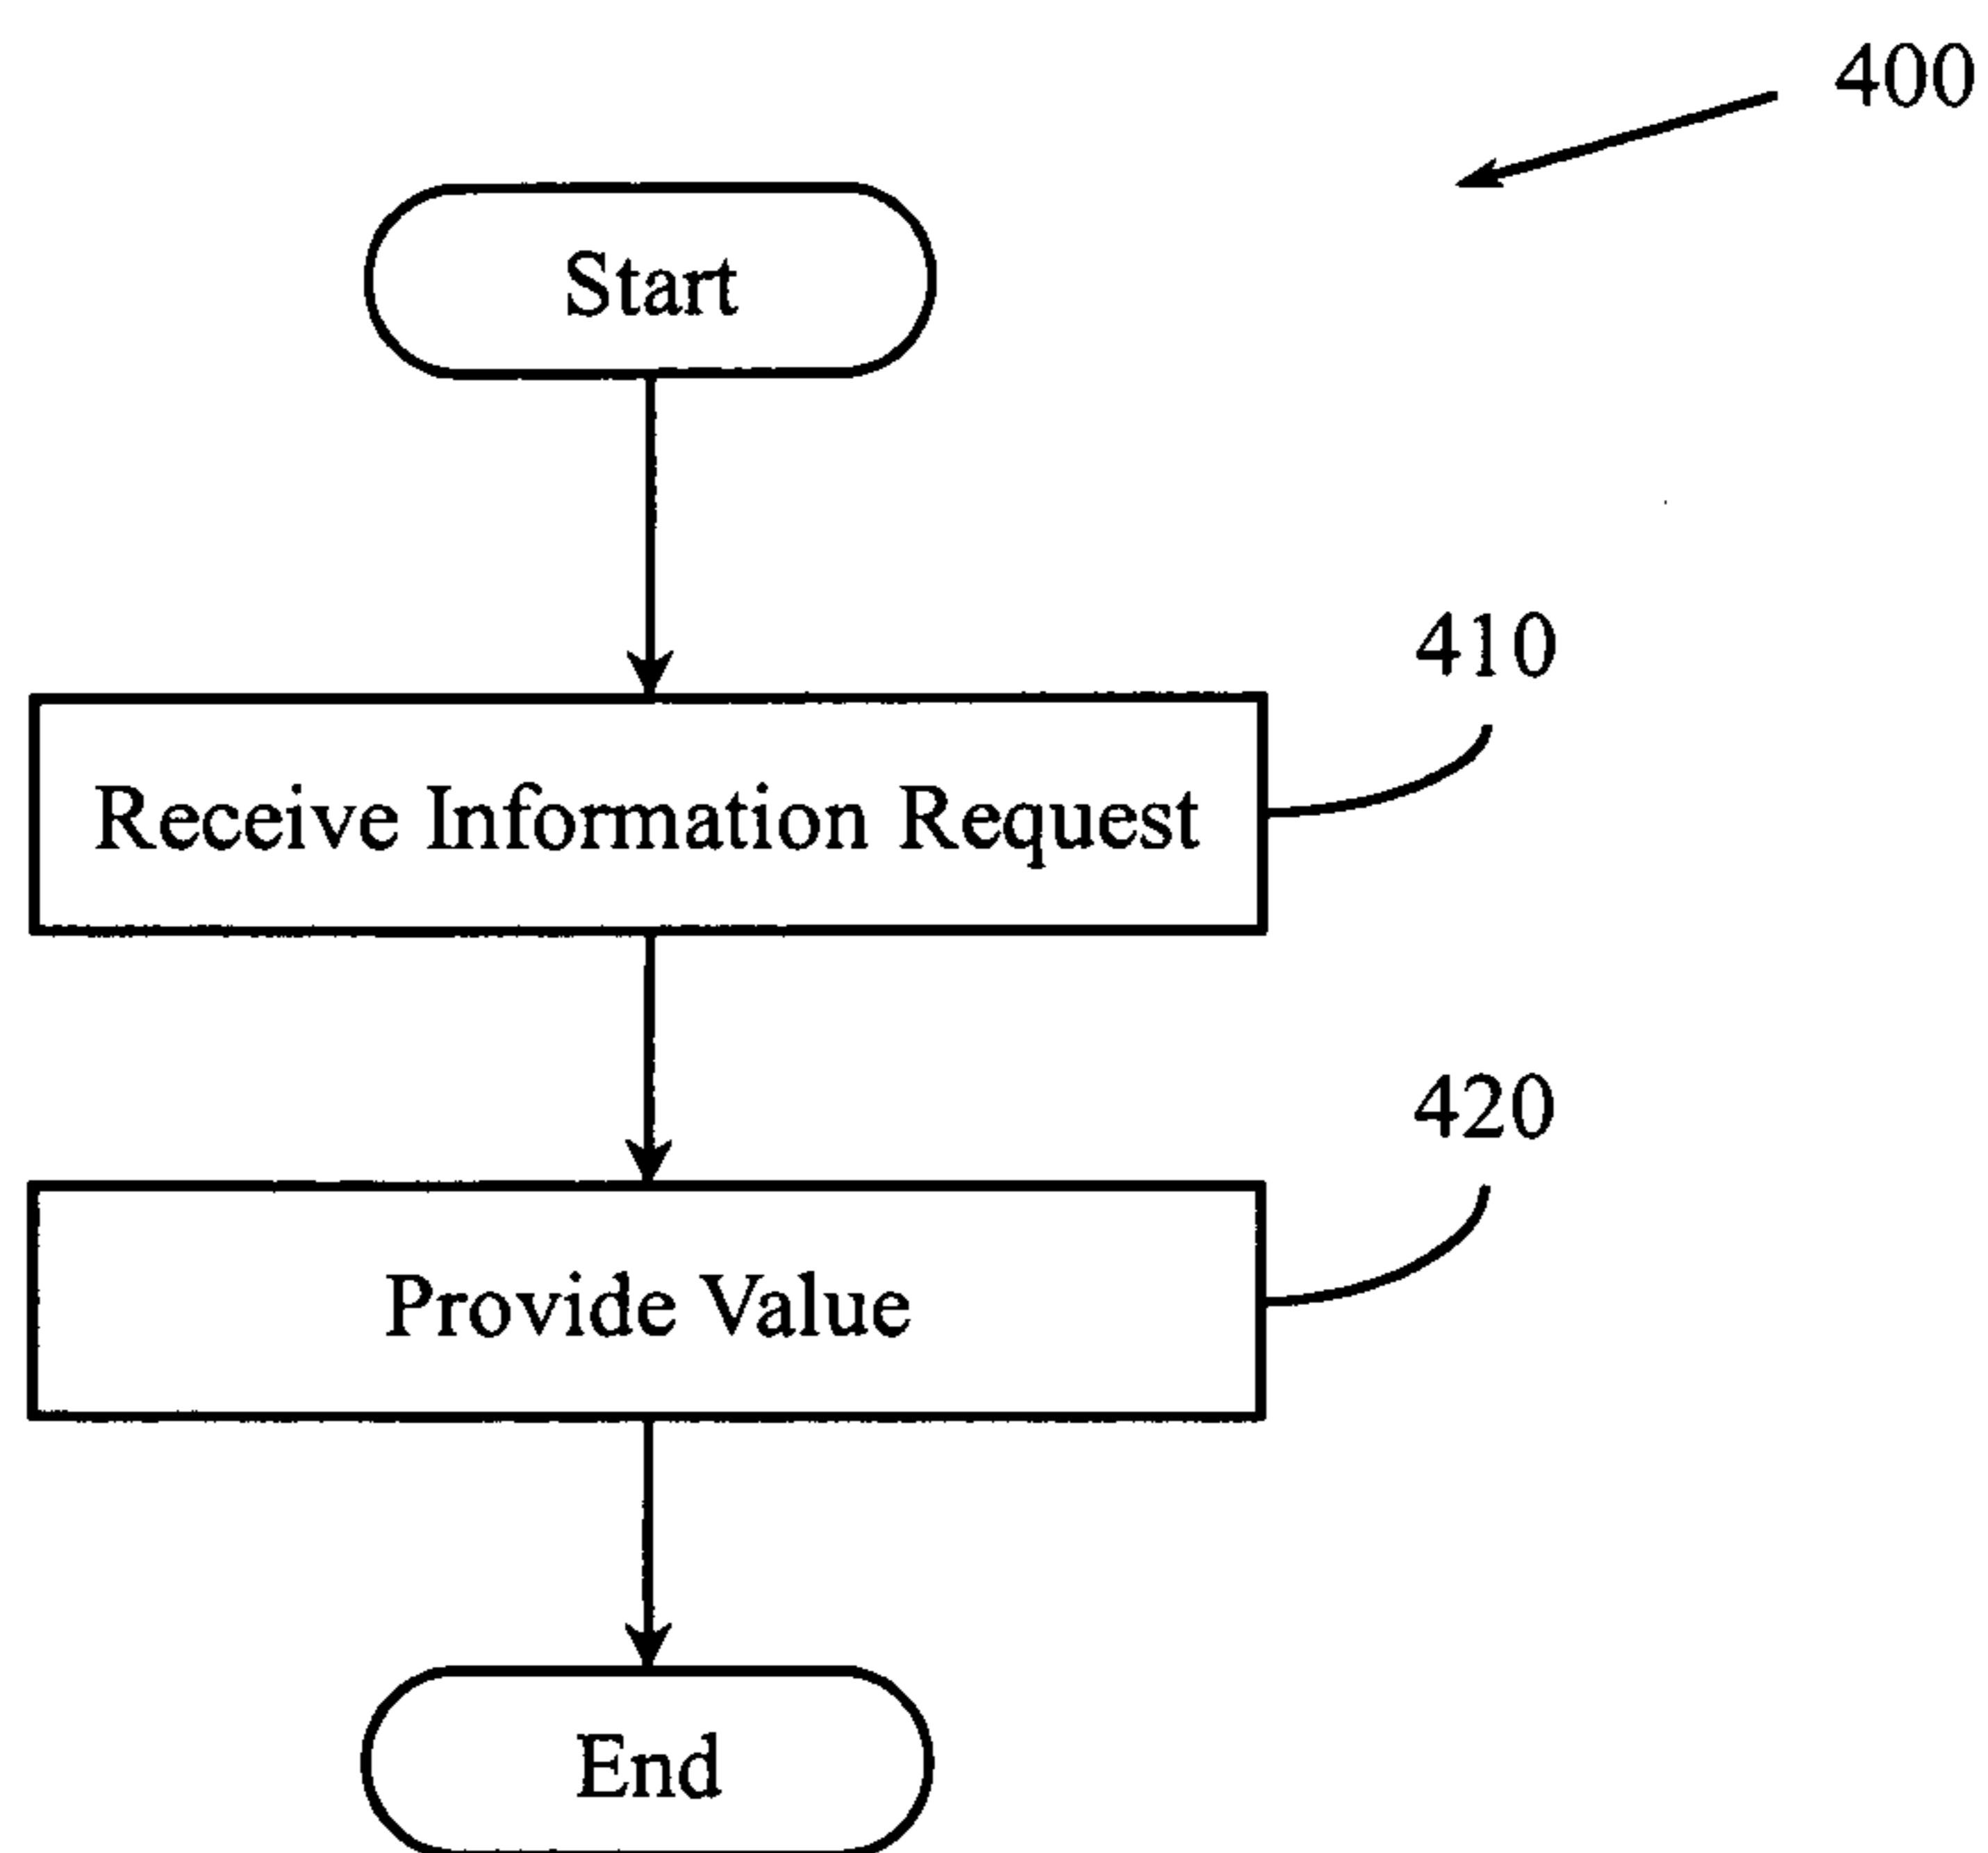 400
Start
410
Receive Information Request
420
Provide Value
End